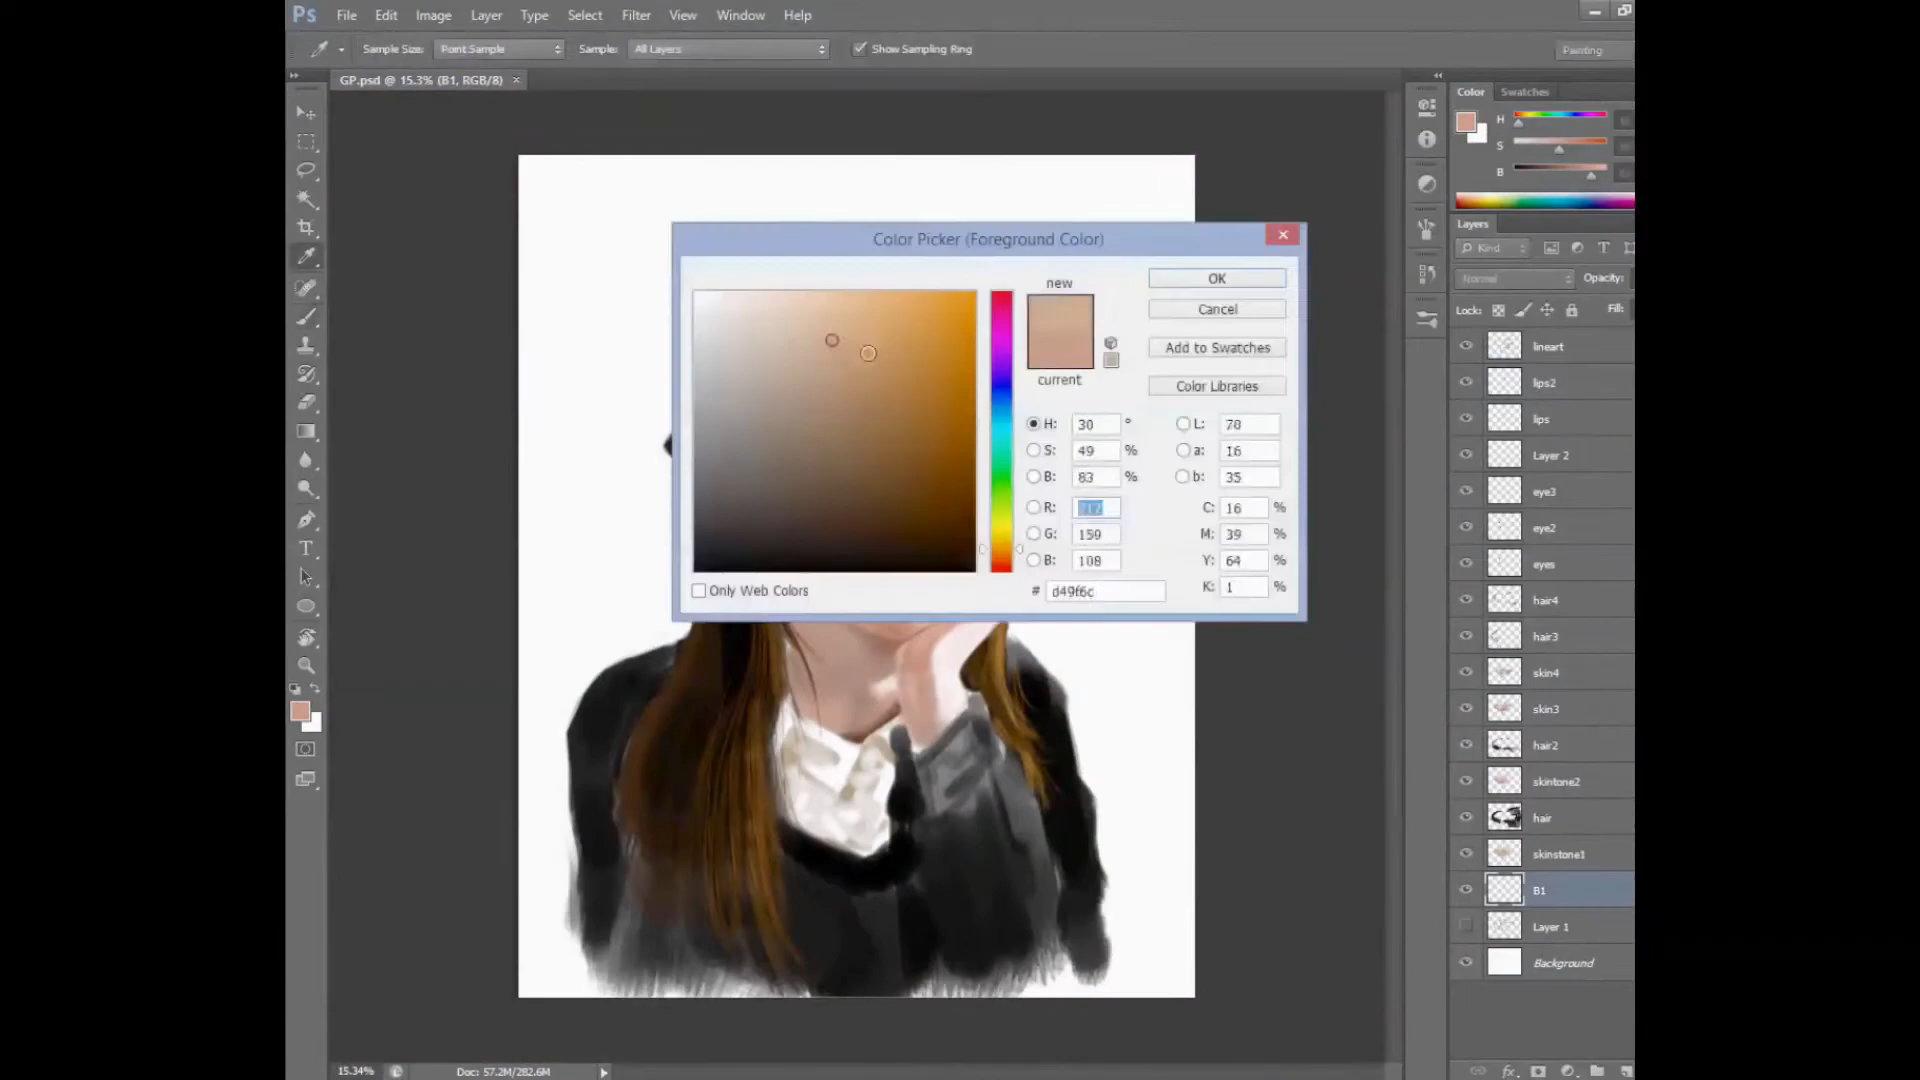 Ps File Edit Image Layer Type Select Filter View Window Help
Sample Size: Point Sample Sample: All Layers Show Sampling Ring Painting
GP.psd @ 15.3% (B1, RGB/8) ×
Color Swatches
H
S
B
Layers
Kind T
Normal Opacity:
Lock: Fill:
lineart
lips2
lips
Layer 2
eye3
eye2
eyes
hair4
hair3
skin4
skin3
hair2
skintone2
hair
skinstone1
B1
Layer 1
Background
Color Picker (Foreground Color)
new
current
OK
Cancel
Add to Swatches
Color Libraries
H: 30 °
S: 49 %
B: 83 %
R:
G: 159
B: 108
# d49f6c
L: 78
a: 16
b: 35
C: 16 %
M: 39 %
Y: 64 %
K: 1 %
Only Web Colors
T
15.34% Doc: 57.2M/282.6M
fx